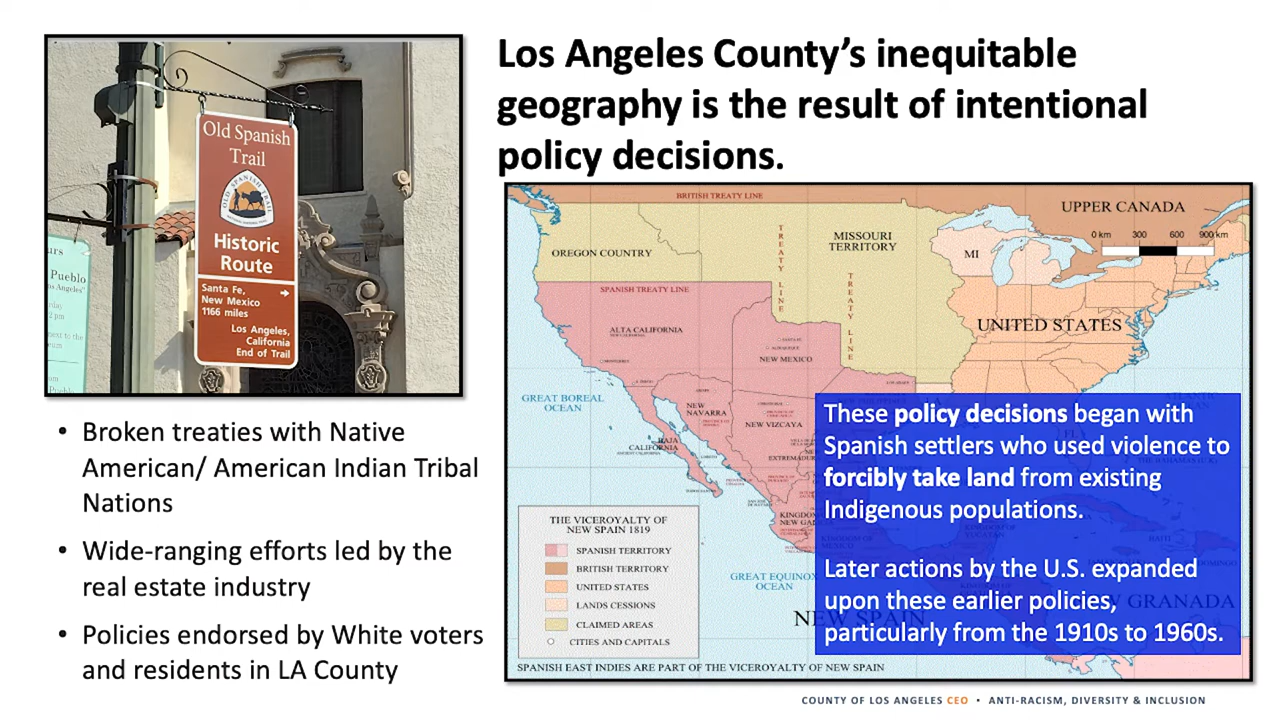 Los Angeles County’s inequitable
geography is the result of intentional
policy decisions.
Old Spanish
Trail
OLD SPANISH TRAIL
Historic
Route
Santa Fe,
New Mexico
1166 miles
Los Angeles,
California
End of Trail
Pueblo
• Broken treaties with Native
American/ American Indian Tribal
Nations
• Wide-ranging efforts led by the
real estate industry
• Policies endorsed by White voters
and residents in LA County
BRITISH TREATY LINE
UPPER CANADA
0 km 300 600 900 km
OREGON COUNTRY
TREATY LINE
MISSOURI
TERRITORY
MI
SPANISH TREATY LINE
TREATY LINE
UNITED STATES
ALTA CALIFORNIA
NEW MEXICO
GREAT BOREAL
OCEAN
NEW
NAVARRA
NEW VIZCAYA
BAJA
CALIFORNIA
THE VICEROYALTY OF
NEW SPAIN 1819
SPANISH TERRITORY
BRITISH TERRITORY
UNITED STATES
LANDS CESSIONS
CLAIMED AREAS
CITIES AND CAPITALS
GREAT EQUINOX
OCEAN
NEW SPAIN
NEW GRANADA
SPANISH EAST INDIES ARE PART OF THE VICEROYALTY OF NEW SPAIN
These policy decisions began with
Spanish settlers who used violence to
forcibly take land from existing
Indigenous populations.
Later actions by the U.S. expanded
upon these earlier policies,
particularly from the 1910s to 1960s.
COUNTY OF LOS ANGELES CEO • ANTI-RACISM, DIVERSITY & INCLUSION